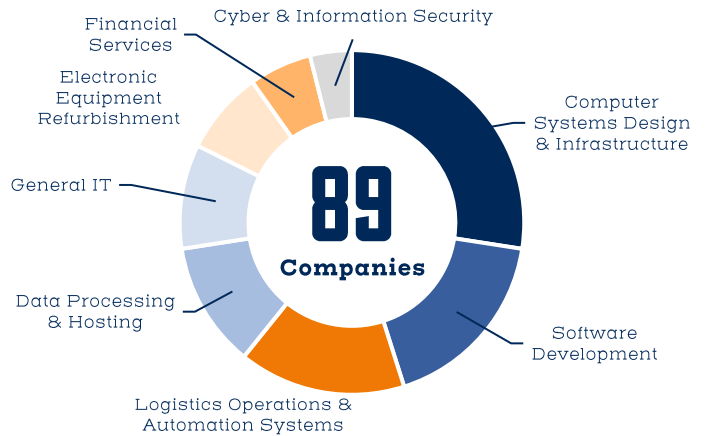 Cyber & Information Security
Financial
Services
Electronic
Equipment
Refurbishment
Computer
Systems Design
& Infrastructure
General IT
89
Companies
Data Processing
& Hosting
Software
Development
Logistics Operations &
Automation Systems